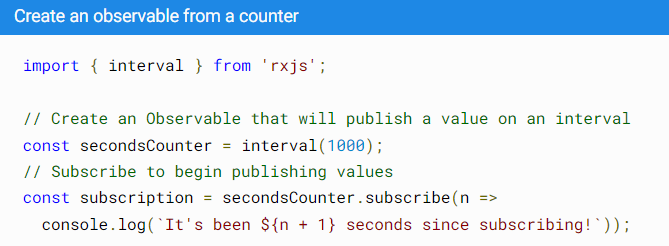 Create an observable from a counter
import { interval } from 'rxjs';
// Create an Observable that will publish a value on an interval
const secondsCounter = interval(1000);
// Subscribe to begin publishing values
const subscription = secondsCounter.subscribe(n =>
  console.log(`It's been ${n + 1} seconds since subscribing!`));